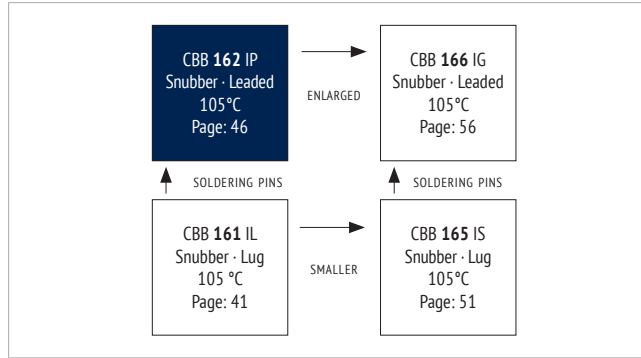 CBB 162 IP
Snubber · Leaded
105°C
Page: 46
ENLARGED
CBB 166 IG
Snubber · Leaded
105°C
Page: 56
SOLDERING PINS
SOLDERING PINS
CBB 161 IL
Snubber · Lug
105 °C
Page: 41
SMALLER
CBB 165 IS
Snubber · Lug
105°C
Page: 51